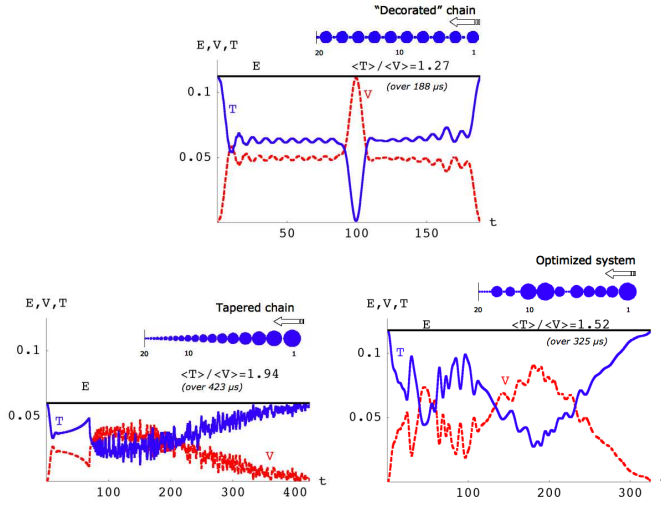 "Decorated" chain
20 10 1
E,V,T
E <T>/<V>=1.27
(over 188 µs)
0.1
T V
0.05
50 100 150 t
Tapered chain
20 10 1
E,V,T
0.1
<T>/<V>=1.94
(over 423 µs)
E
0.05
T
V
100 200 300 400 t
Optimized system
20 10 1
E,V,T
E <T>/<V>=1.52
(over 325 µs)
0.1
T
V
0.05
100 200 300